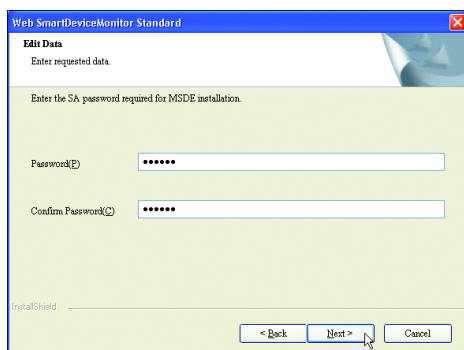 Web SmartDeviceMonitor Standard
Edit Data
Enter requested data.
Enter the SA password required for MSDE installation.
Password(P)
••••••
Confirm Password(C)
••••••
InstallShield
< Back
Next >
Cancel